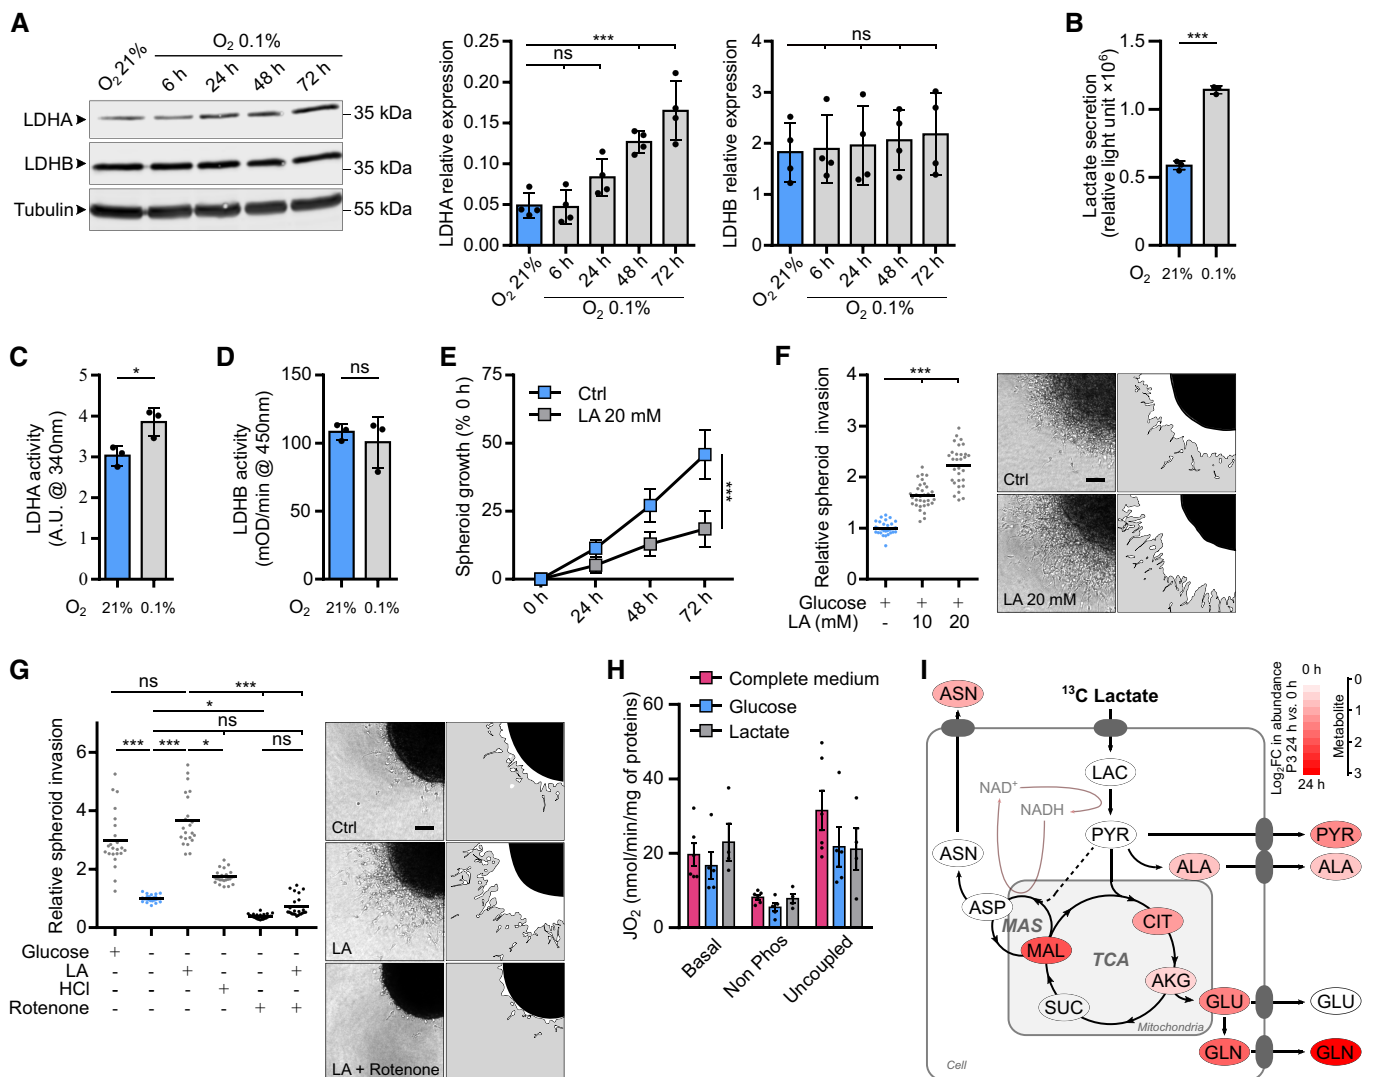 A
O2 21%
O2 0.1%
6 h
24 h
48 h
72 h
LDHA
35 kDa
LDHB
35 kDa
Tubulin
55 kDa
LDHA relative expression
0.25
0.20
0.15
0.10
0.05
0.00
***
ns
O2 21%
6 h
24 h
48 h
72 h
O2 0.1%
LDHB relative expression
4
3
2
1
0
ns
O2 21%
6 h
24 h
48 h
72 h
O2 0.1%
B
Lactate secretion
(relative light unit ×10⁶)
1.5
1.0
0.5
0
***
O2 21% 0.1%
C
LDHA activity
(A.U. @ 340nm)
5
4
3
2
1
0
*
O2 21% 0.1%
D
LDHB activity
(mOD/min @ 450nm)
150
100
50
0
ns
O2 21% 0.1%
E
Spheroid growth (% 0 h)
75
50
25
0
Ctrl
LA 20 mM
***
0 h
24 h
48 h
72 h
F
Relative spheroid invasion
4
3
2
1
0
***
Glucose + + +
LA (mM) - 10 20
Ctrl
LA 20 mM
G
Relative spheroid invasion
6
4
2
0
ns
***
*
ns
*** *** * ns
Glucose + - - - - -
LA - - + - - +
HCl - - - + - -
Rotenone - - - - + +
Ctrl
LA
LA + Rotenone
H
JO2 (nmol/min/mg of proteins)
60
40
20
0
Complete medium
Glucose
Lactate
Basal
Non Phos
Uncoupled
I
ASN
¹³C Lactate
Log2FC in abundance
P3 24 h vs. 0 h
0 h
24 h
Metabolite
0
1
2
3
LAC
NAD⁺
NADH
PYR
PYR
ASN
ALA
ALA
ASP
MAS
CIT
MAL
TCA
AKG
SUC
GLU
GLU
Mitochondria
GLN
GLN
Cell